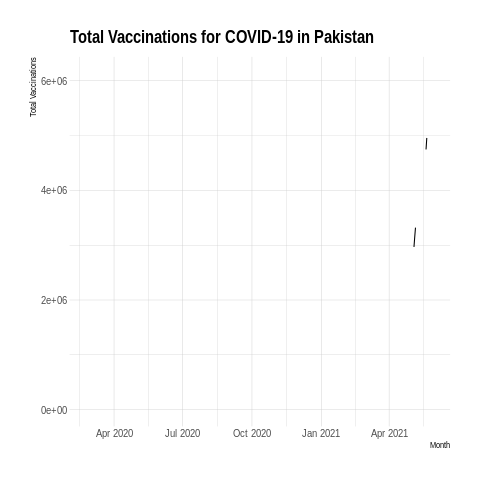 Total Vaccinations for COVID-19 in Pakistan
Total Vaccinations
6e+06
4e+06
2e+06
0e+00
Apr 2020 Jul 2020 Oct 2020 Jan 2021 Apr 2021
Month